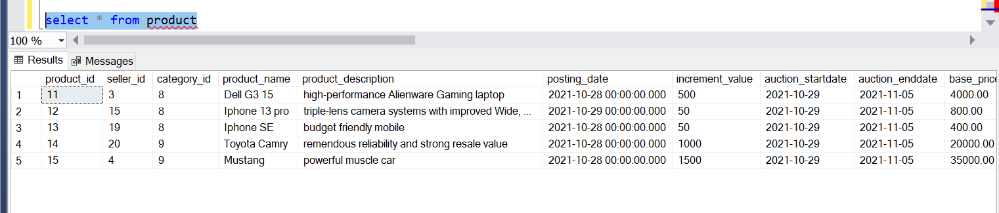 select * from product
100 %
Results Messages
product_id seller_id category_id product_name product_description posting_date increment_value auction_startdate auction_enddate base_price
1 11 3 8 Dell G3 15 high-performance Alienware Gaming laptop 2021-10-28 00:00:00.000 500 2021-10-29 2021-11-05 4000.00
2 12 15 8 Iphone 13 pro triple-lens camera systems with improved Wide, ... 2021-10-29 00:00:00.000 50 2021-10-29 2021-11-05 800.00
3 13 19 8 Iphone SE budget friendly mobile 2021-10-28 00:00:00.000 50 2021-10-29 2021-11-05 400.00
4 14 20 9 Toyota Camry remendous reliability and strong resale value 2021-10-28 00:00:00.000 1000 2021-10-29 2021-11-05 20000.00
5 15 4 9 Mustang powerful muscle car 2021-10-28 00:00:00.000 1500 2021-10-29 2021-11-05 35000.00